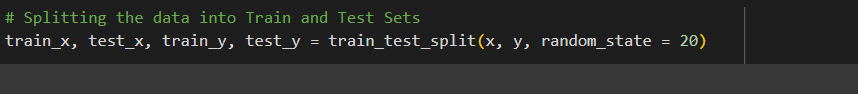 # Splitting the data into Train and Test Sets
train_x, test_x, train_y, test_y = train_test_split(x, y, random_state = 20)